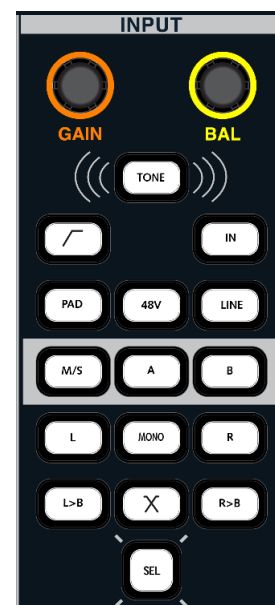 INPUT
GAIN BAL
TONE
IN
PAD 48V LINE
M/S A B
L MONO R
L>B X R>B
SEL